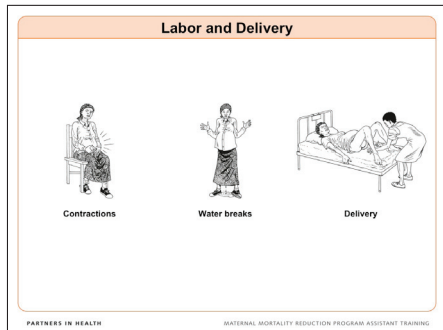 Labor and Delivery
Contractions
Water breaks
Delivery
PARTNERS IN HEALTH
MATERNAL MORTALITY REDUCTION PROGRAM ASSISTANT TRAINING